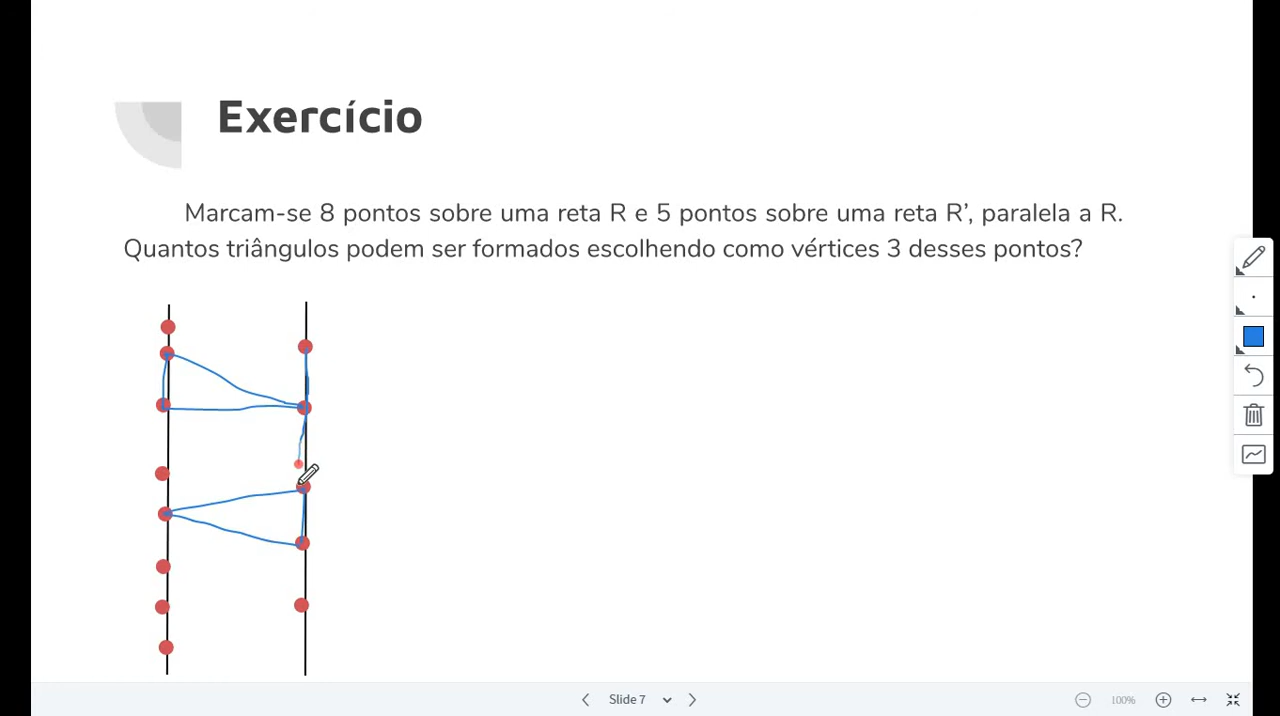 Exercício
Marcam-se 8 pontos sobre uma reta R e 5 pontos sobre uma reta R’, paralela a R.
Quantos triângulos podem ser formados escolhendo como vértices 3 desses pontos?
Slide 7
100%